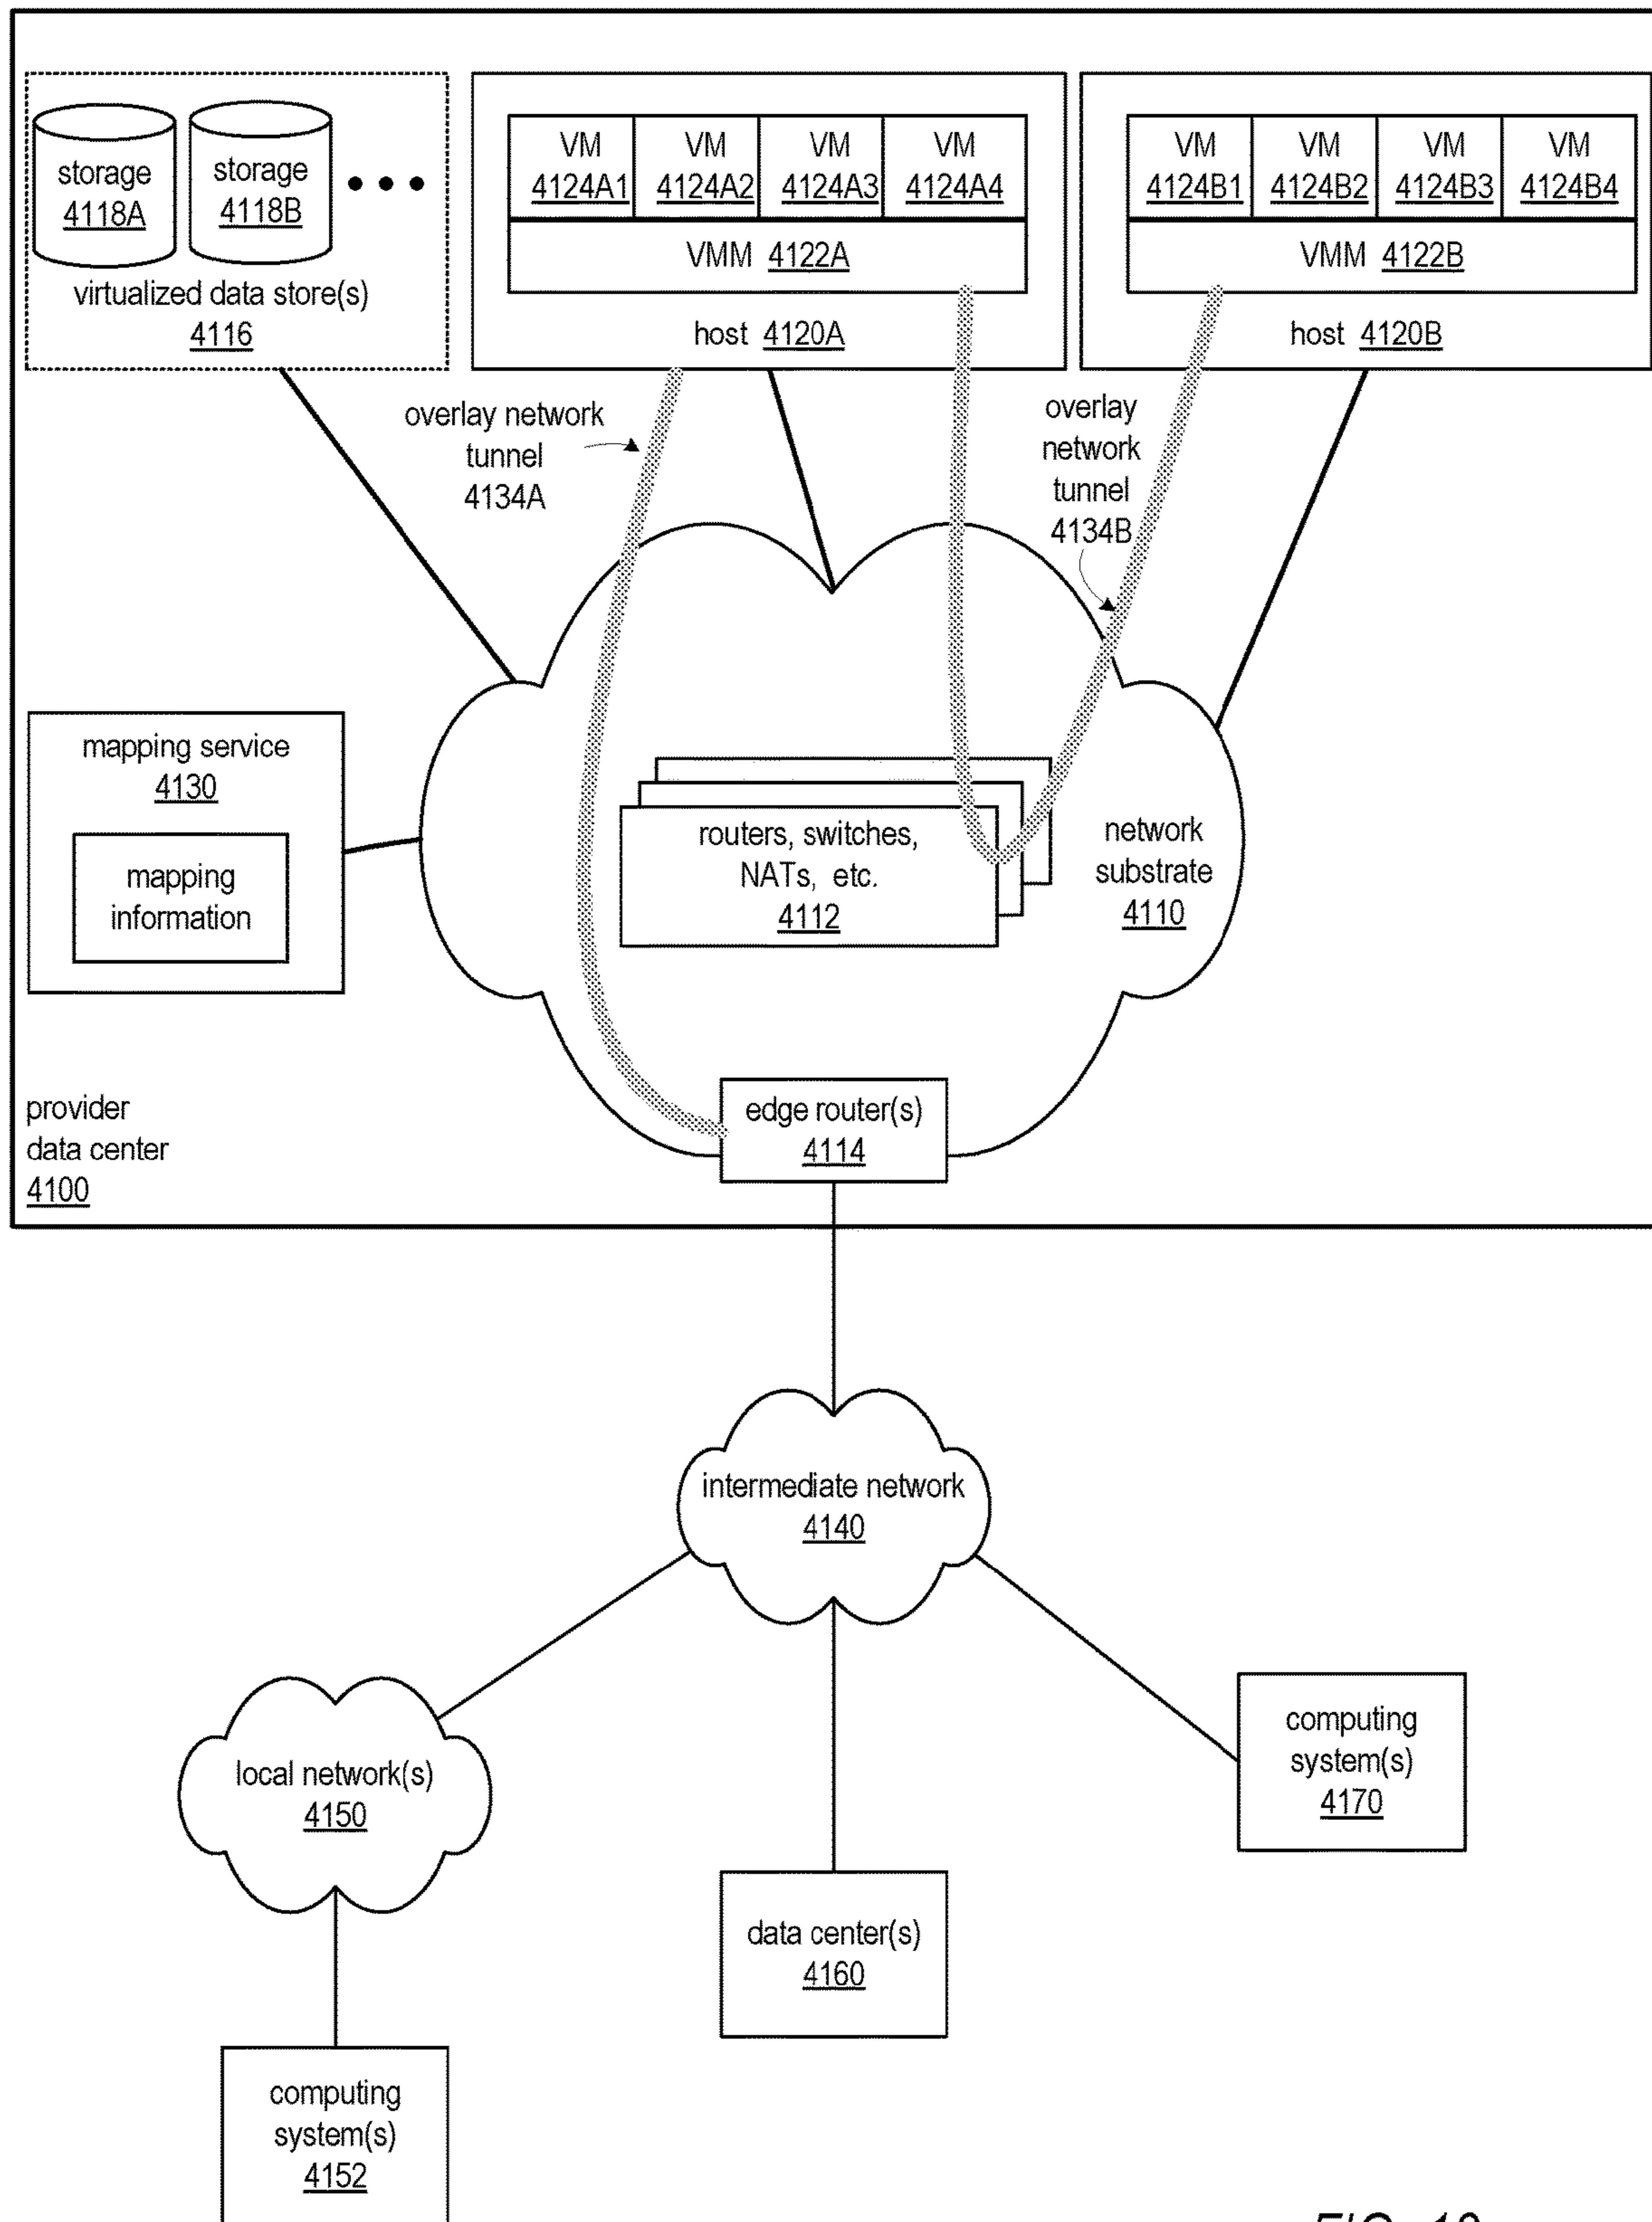 storage
4118A
storage
4118B
virtualized data store(s)
4116
VM
4124A1
VM
4124A2
VM
4124A3
VM
4124A4
VMM 4122A
host 4120A
VM
4124B1
VM
4124B2
VM
4124B3
VM
4124B4
VMM 4122B
host 4120B
overlay network
tunnel
4134A
overlay
network
tunnel
4134B
mapping service
4130
mapping
information
routers, switches,
NATs, etc.
4112
network
substrate
4110
edge router(s)
4114
provider
data center
4100
intermediate network
4140
local network(s)
4150
computing
system(s)
4170
data center(s)
4160
computing
system(s)
4152